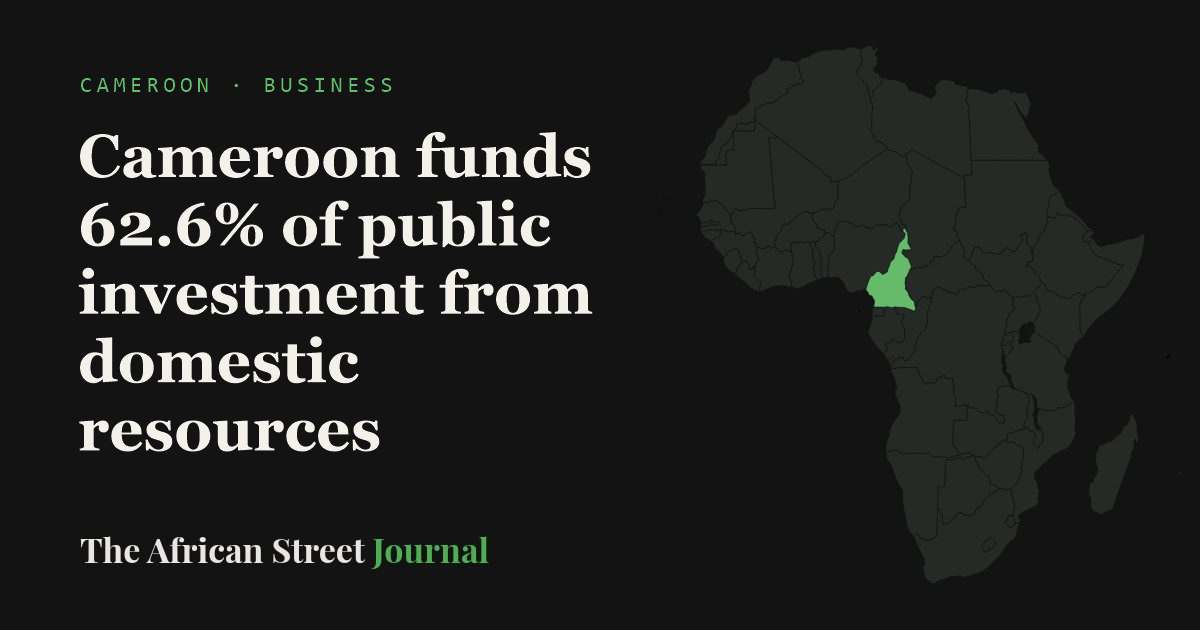 CAMEROON · BUSINESS
Cameroon funds
62.6% of public
investment from
domestic
resources
The African Street Journal